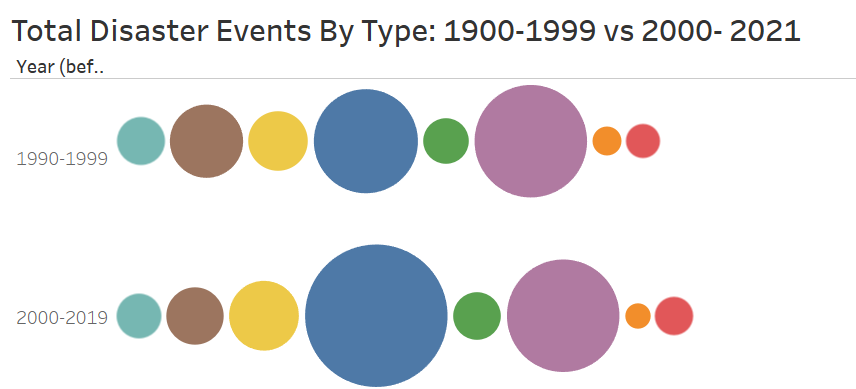 Total Disaster Events By Type: 1900-1999 vs 2000- 2021
Year (bef..
1990-1999
2000-2019